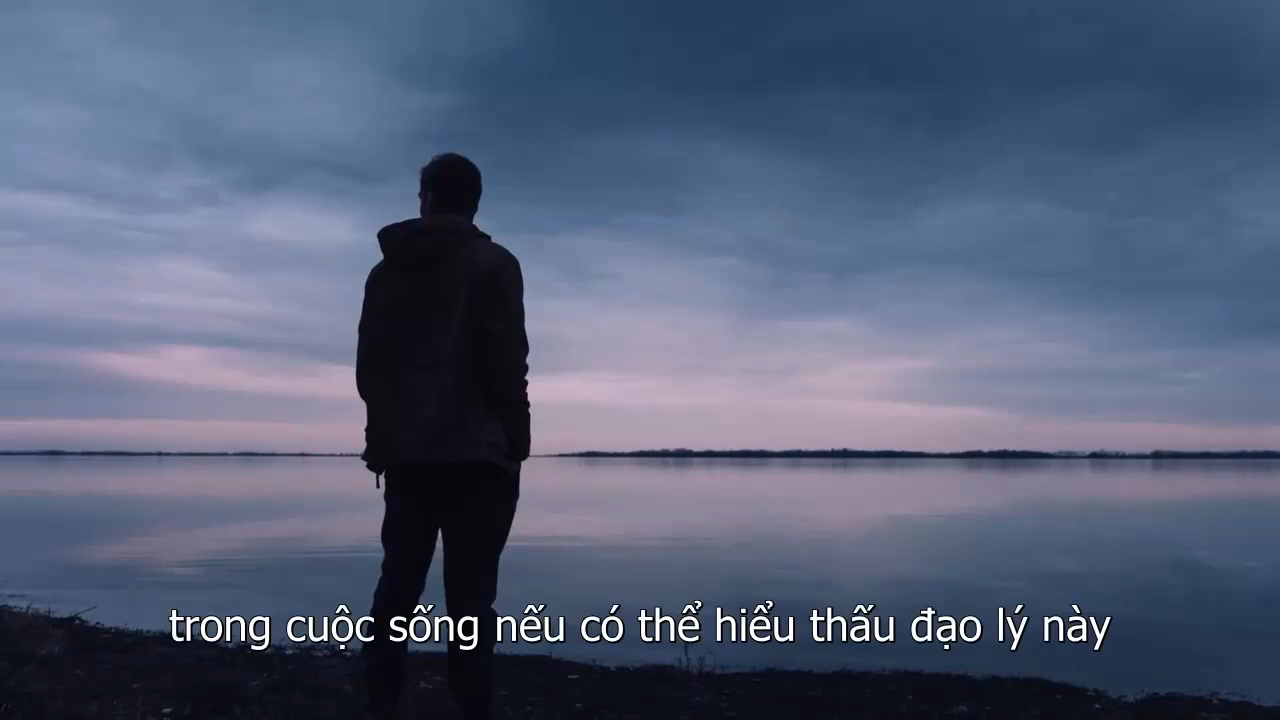 trong cuộc sống nếu có thể hiểu thấu đạo lý này